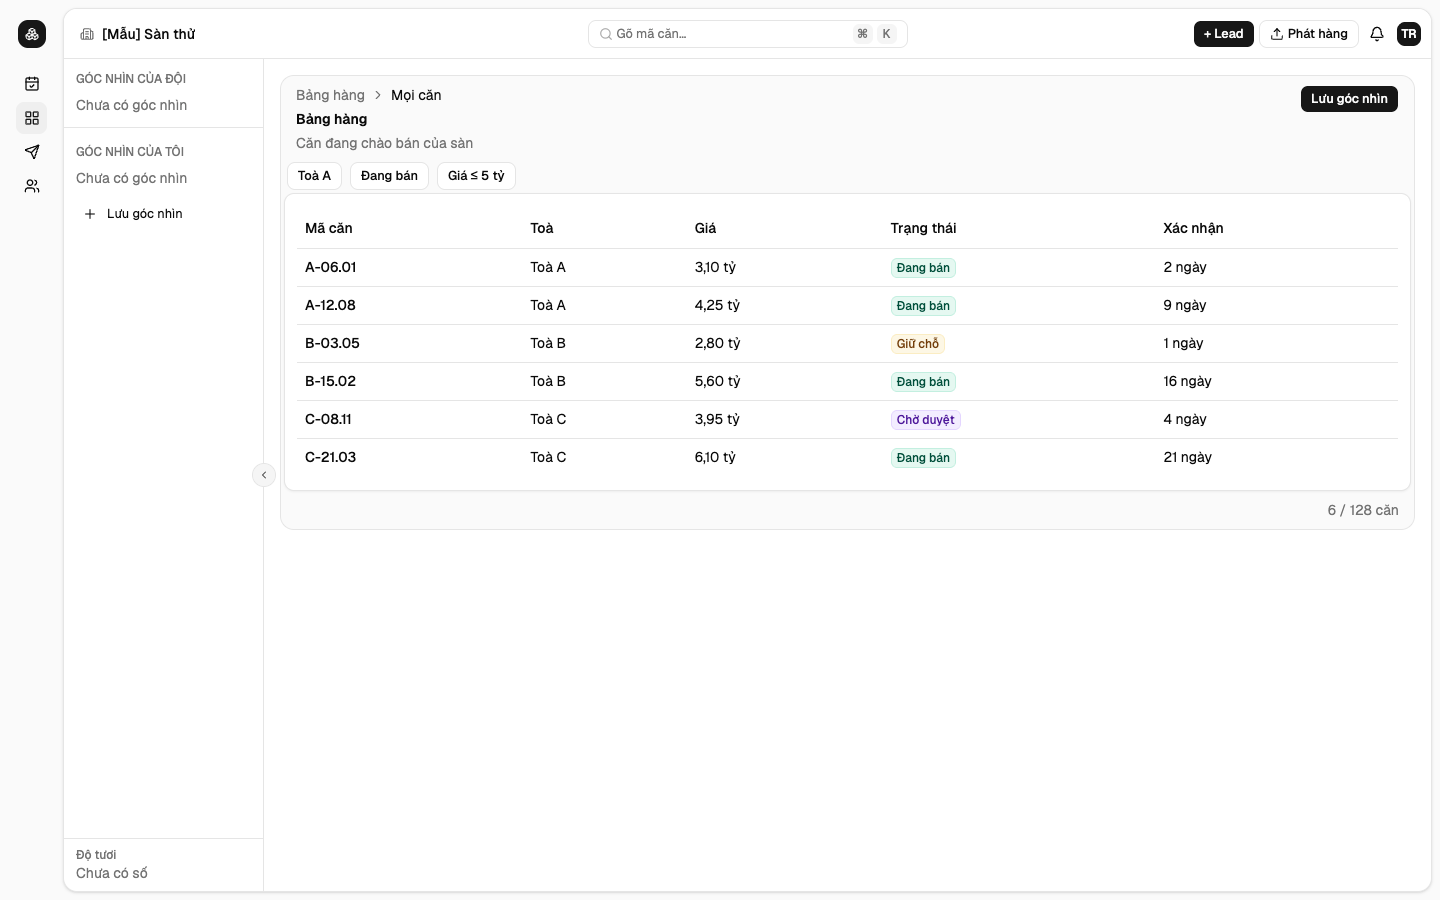 [Mẫu] Sàn thử
Gõ mã căn...
⌘ K
+ Lead
Phát hàng
TR
GÓC NHÌN CỦA ĐỘI
Chưa có góc nhìn
GÓC NHÌN CỦA TÔI
Chưa có góc nhìn
Lưu góc nhìn
Độ tươi
Chưa có số
Bảng hàng > Mọi căn
Lưu góc nhìn
Bảng hàng
Căn đang chào bán của sàn
Toà A Đang bán Giá ≤ 5 tỷ
Mã căn Toà Giá Trạng thái Xác nhận
A-06.01 Toà A 3,10 tỷ Đang bán 2 ngày
A-12.08 Toà A 4,25 tỷ Đang bán 9 ngày
B-03.05 Toà B 2,80 tỷ Giữ chỗ 1 ngày
B-15.02 Toà B 5,60 tỷ Đang bán 16 ngày
C-08.11 Toà C 3,95 tỷ Chờ duyệt 4 ngày
C-21.03 Toà C 6,10 tỷ Đang bán 21 ngày
6 / 128 căn